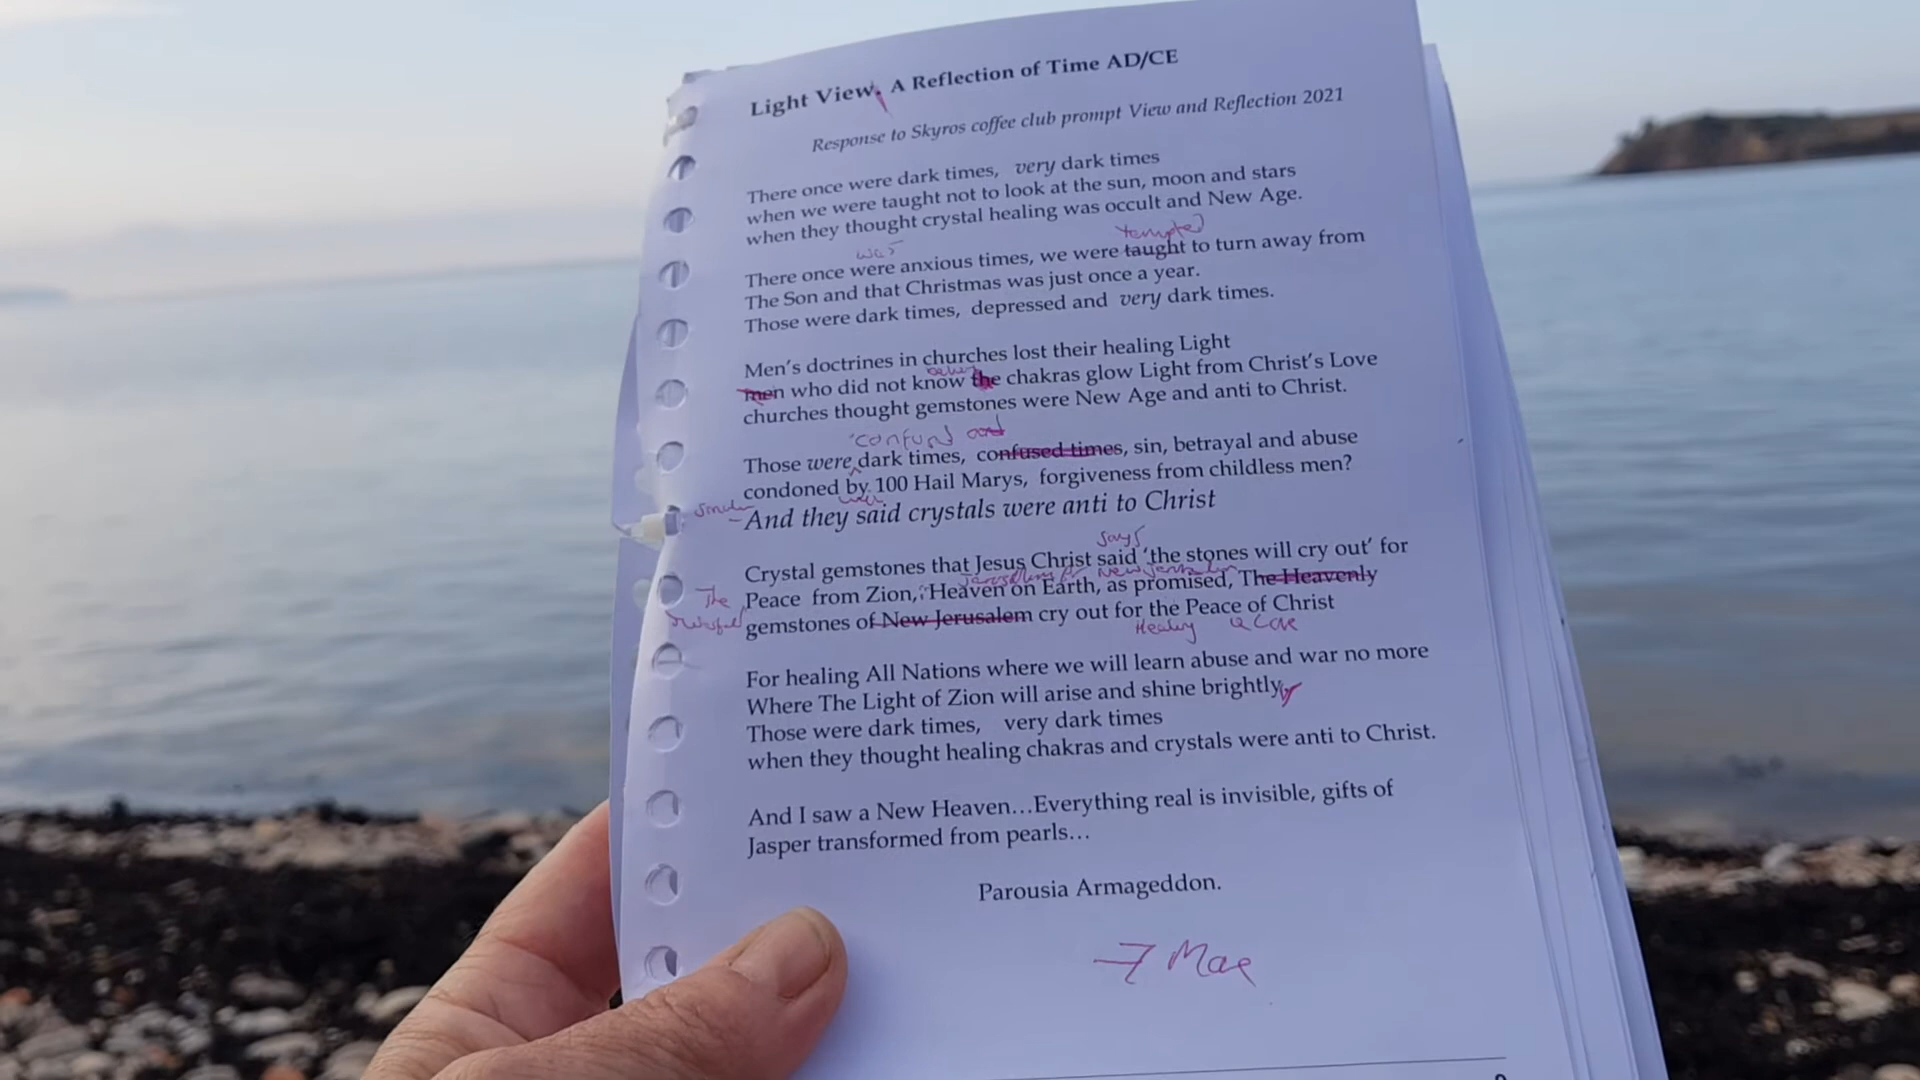 Light View. A Reflection of Time AD/CE
Response to Skyros coffee club prompt View and Reflection 2021
There once were dark times, very dark times
when we were taught not to look at the sun, moon and stars
when they thought crystal healing was occult and New Age.
was tempted
There once were anxious times, we were taught to turn away from
The Son and that Christmas was just once a year.
Those were dark times, depressed and very dark times.
Men's doctrines in churches lost their healing Light
men who did not know the chakras glow Light from Christ's Love
churches thought gemstones were New Age and anti to Christ.
and
Those were dark times, confused times, sin, betrayal and abuse
condoned by 100 Hail Marys, forgiveness from childless men?
And they said crystals were anti to Christ
says
Crystal gemstones that Jesus Christ said 'the stones will cry out' for
New Jerusalem
The Peace from Zion, Heaven on Earth, as promised, The Heavenly
gemstones of New Jerusalem cry out for the Peace of Christ
Healing
For healing All Nations where we will learn abuse and war no more
Where The Light of Zion will arise and shine brightly
Those were dark times, very dark times
when they thought healing chakras and crystals were anti to Christ.
And I saw a New Heaven…Everything real is invisible, gifts of
Jasper transformed from pearls…
Parousia Armageddon.
7 Mae